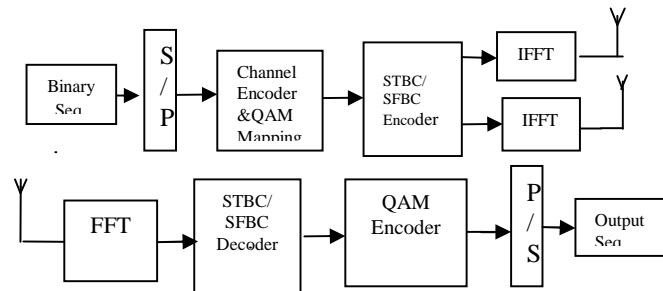 Binary
Seq
S
/
P
Channel
Encoder
&QAM
Mapping
STBC/
SFBC
Encoder
IFFT
IFFT
FFT
STBC/
SFBC
Decoder
QAM
Encoder
P
/
S
Output
Seq